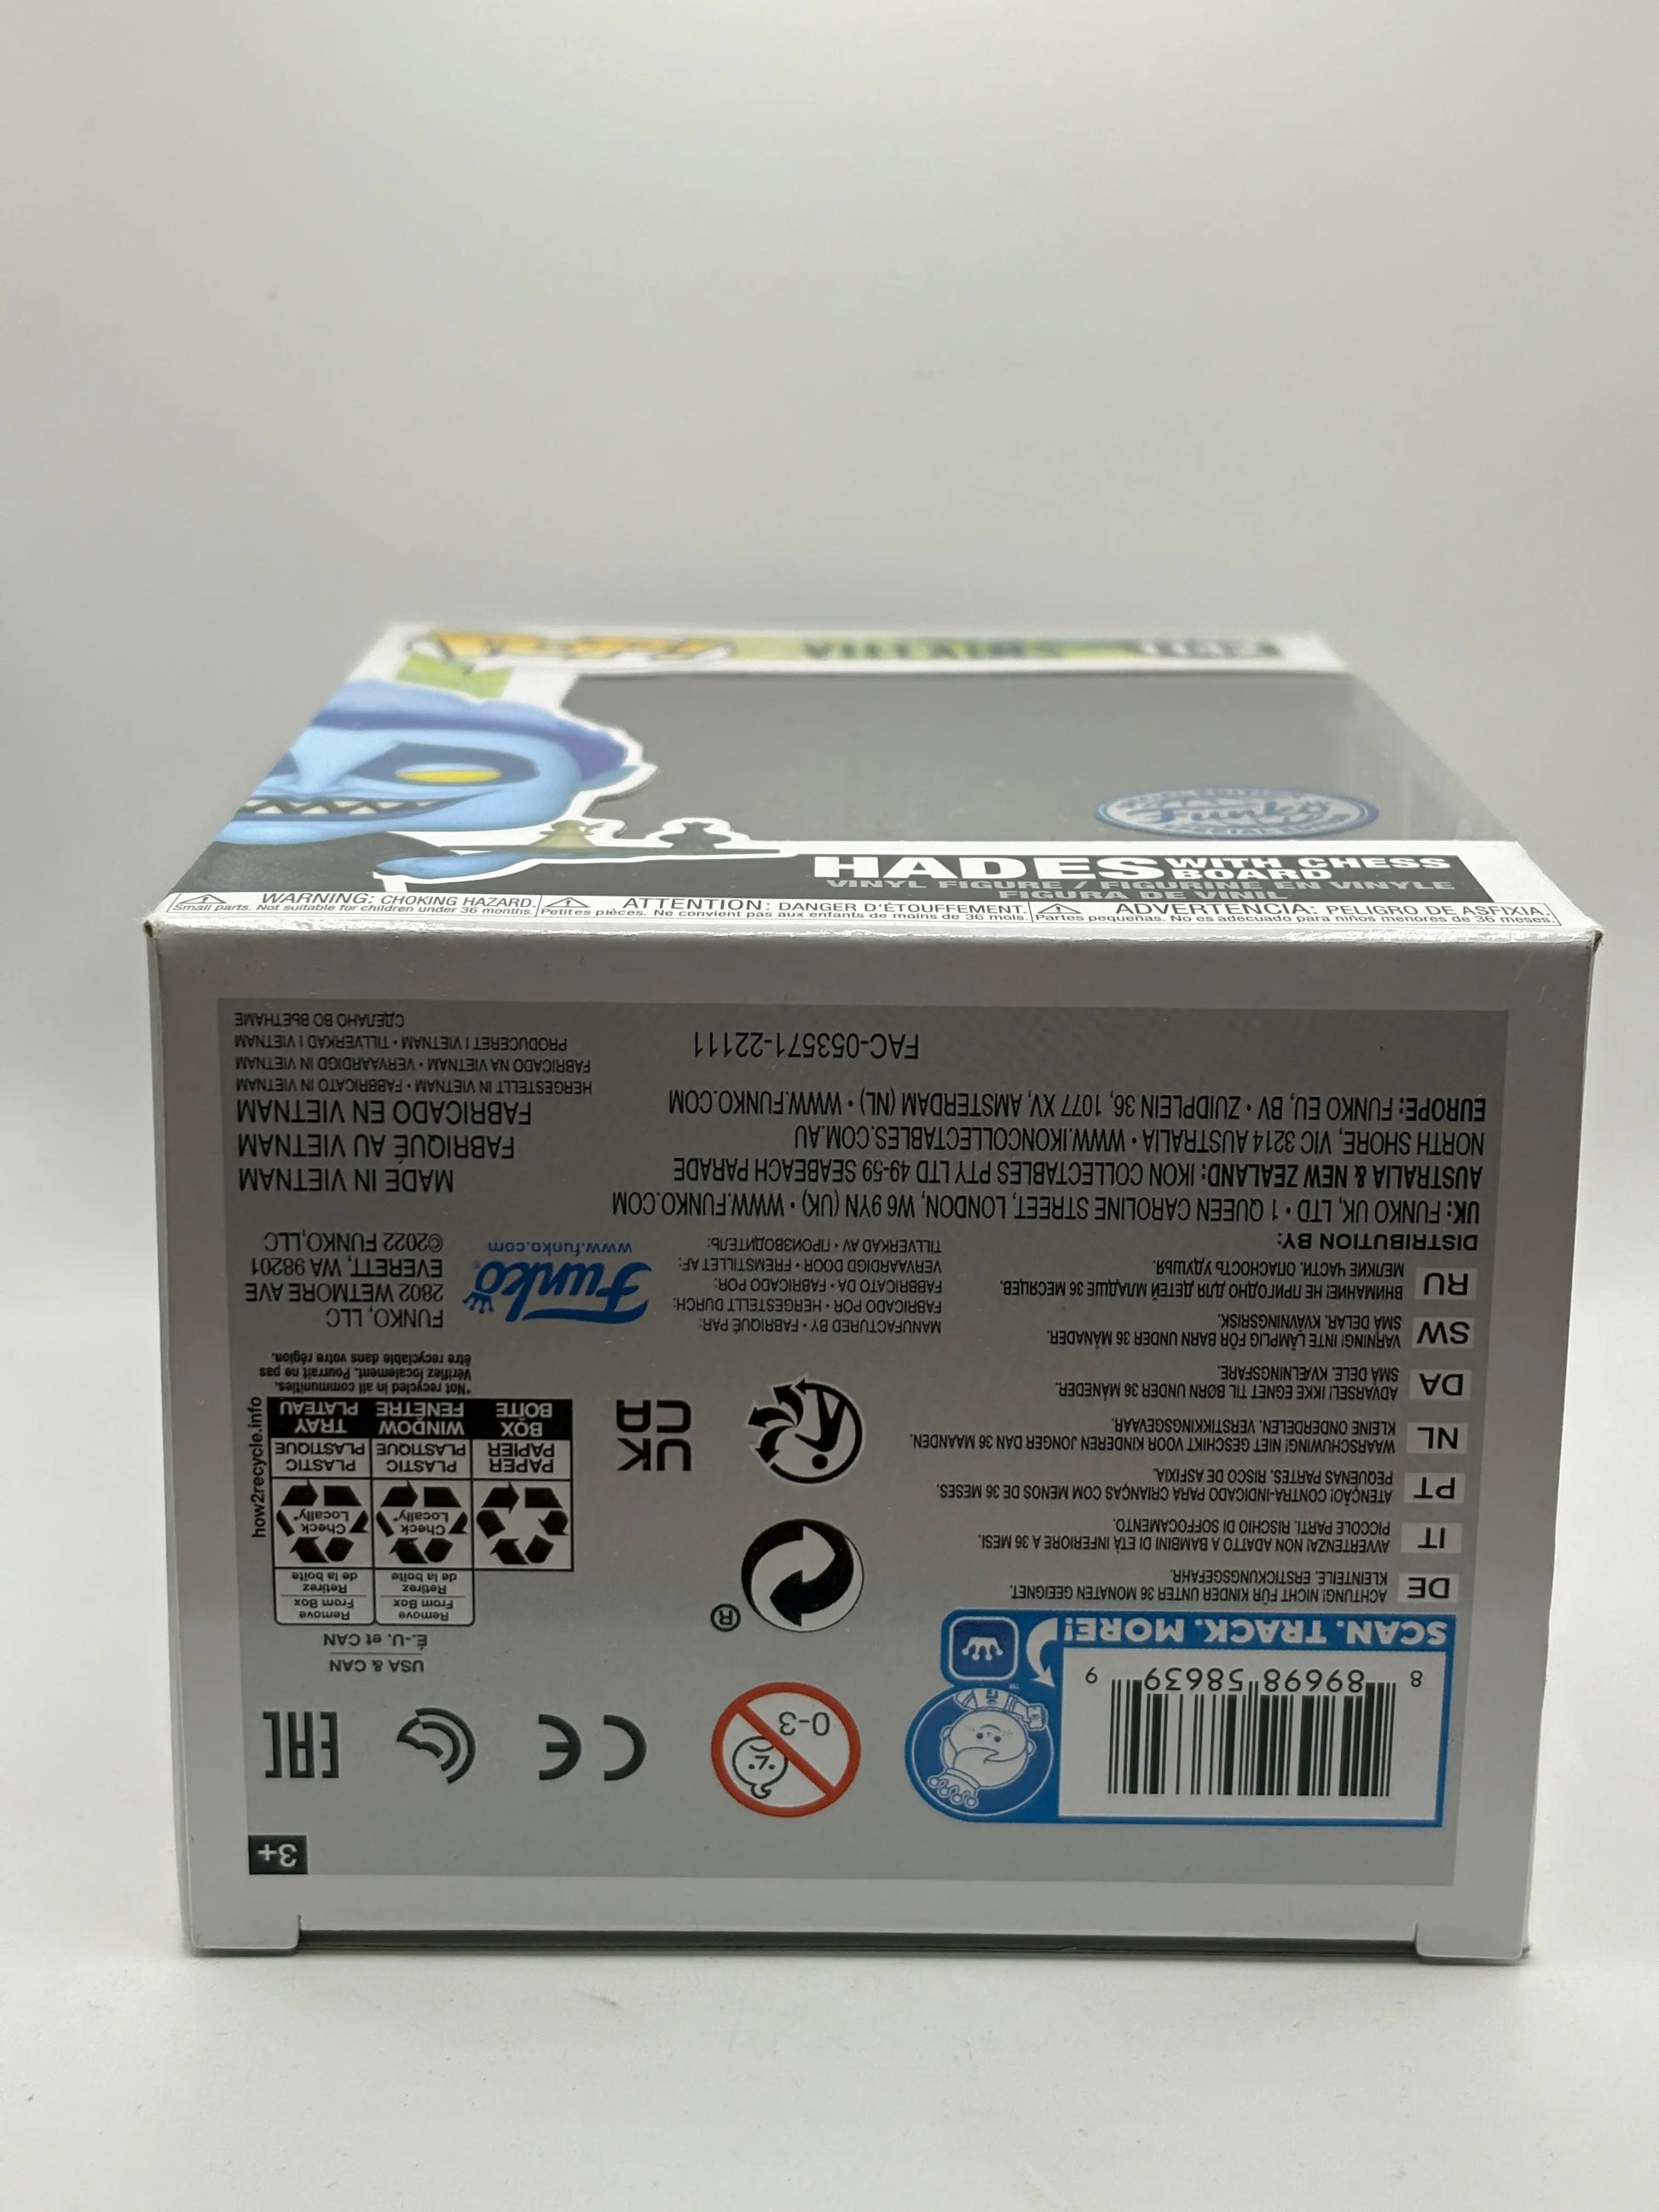 VILLAINS
HADES WITH CHESS BOARD
VINYL FIGURE / FIGURINE EN VINYLE
FIGURA DE VINIL
WARNING: CHOKING HAZARD.
Small parts. Not suitable for children under 36 months.
ATTENTION: DANGER D'ÉTOUFFEMENT.
Petites pièces. Ne convient pas aux enfants de moins de 36 mois.
ADVERTENCIA: PELIGRO DE ASFIXIA.
Partes pequeñas. No es adecuado para niños menores de 36 meses.
3+
8 89698 58639 9
SCAN. TRACK. MORE!
TM
0-3
CE
EAC
USA & CAN
É.-U. et CAN
Remove From Box
Retirez de la boîte
Remove From Box
Retirez de la boîte
Check Locally*
Check Locally*
PAPER PAPIER
PLASTIC PLASTIQUE
PLASTIC PLASTIQUE
BOX BOÎTE
WINDOW FENÊTRE
TRAY PLATEAU
how2recycle.info
*Not recycled in all communities.
Vérifiez localement. Pourrait ne pas
être recyclable dans votre région.
®
UK
CA
DE ACHTUNG! NICHT FÜR KINDER UNTER 36 MONATEN GEEIGNET.
KLEINTEILE. ERSTICKUNGSGEFAHR.
IT AVVERTENZA! NON ADATTO A BAMBINI DI ETÀ INFERIORE A 36 MESI.
PICCOLE PARTI. RISCHIO DI SOFFOCAMENTO.
PT ATENÇÃO! CONTRA-INDICADO PARA CRIANÇAS COM MENOS DE 36 MESES.
PEQUENAS PARTES. RISCO DE ASFIXIA.
NL WAARSCHUWING! NIET GESCHIKT VOOR KINDEREN JONGER DAN 36 MAANDEN.
KLEINE ONDERDELEN. VERSTIKKINGSGEVAAR.
DA ADVARSEL! IKKE EGNET TIL BØRN UNDER 36 MÅNEDER.
SMÅ DELE. KVÆLNINGSFARE.
SW VARNING! INTE LÄMPLIG FÖR BARN UNDER 36 MÅNADER.
SMÅ DELAR. KVÄVNINGSRISK.
RU ВНИМАНИЕ! НЕ ПРИГОДНО ДЛЯ ДЕТЕЙ МЛАДШЕ 36 МЕСЯЦЕВ.
МЕЛКИЕ ЧАСТИ. ОПАСНОСТЬ УДУШЬЯ.
MANUFACTURED BY • FABRIQUÉ PAR:
FABRICADO POR • HERGESTELLT DURCH:
FABBRICATO DA • FABRICADO POR:
VERVAARDIGD DOOR • FREMSTILLET AF:
TILLVERKAD AV • ПРОИЗВОДИТЕЛЬ:
Funko®
www.funko.com
FUNKO, LLC
2802 WETMORE AVE
EVERETT, WA 98201
©2022 FUNKO,LLC
DISTRIBUTION BY:
UK: FUNKO UK, LTD • 1 QUEEN CAROLINE STREET, LONDON, W6 9YN (UK) • WWW.FUNKO.COM
AUSTRALIA & NEW ZEALAND: IKON COLLECTABLES PTY LTD 49-59 SEABEACH PARADE
NORTH SHORE, VIC 3214 AUSTRALIA • WWW.IKONCOLLECTABLES.COM.AU
EUROPE: FUNKO EU, BV • ZUIDPLEIN 36, 1077 XV, AMSTERDAM (NL) • WWW.FUNKO.COM
FAC-053571-22111
MADE IN VIETNAM
FABRIQUÉ AU VIETNAM
FABRICADO EN VIETNAM
HERGESTELLT IN VIETNAM • FABBRICATO IN VIETNAM
FABRICADO NA VIETNAM • VERVAARDIGD IN VIETNAM
PRODUCERET I VIETNAM • TILLVERKAD I VIETNAM
СДЕЛАНО ВО ВЬЕТНАМЕ